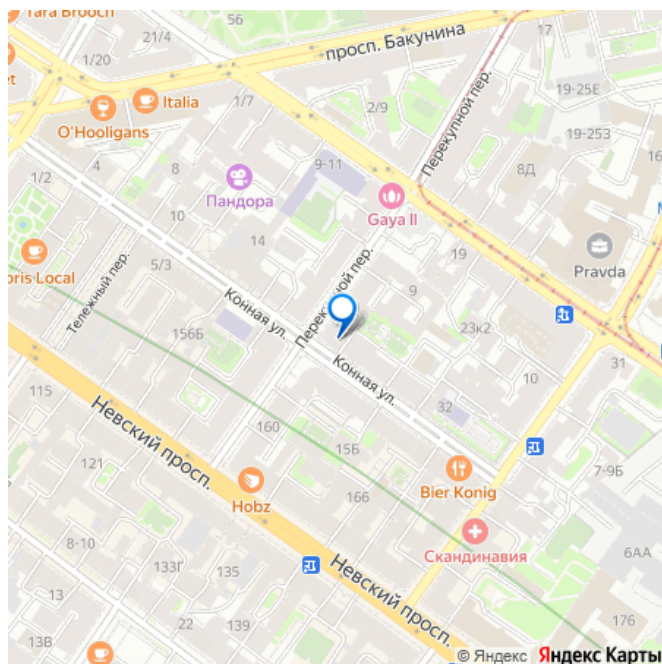 Tara Brooch
56
21/4
просп. Бакунина
17
1/20
19-25Е
Italia
1/7
2/9
O'Hooligans
Перекупной пер.
19-253
4
8
9-11
8Д
1/2
Пандора
10
Gaya II
14
19
Pravda
oris Local
Тележный пер.
5/3
Перекупной пер.
9
Конная ул.
23к2
156Б
31
115
Конная ул.
10
32
Невский просп.
160
15Б
121
7-9Б
Bier Konig
Hobz
166
Скандинавия
8-10
6АА
133Г
135
Невский просп.
176
22
139
13В
© Яндекс Яндекс Карты